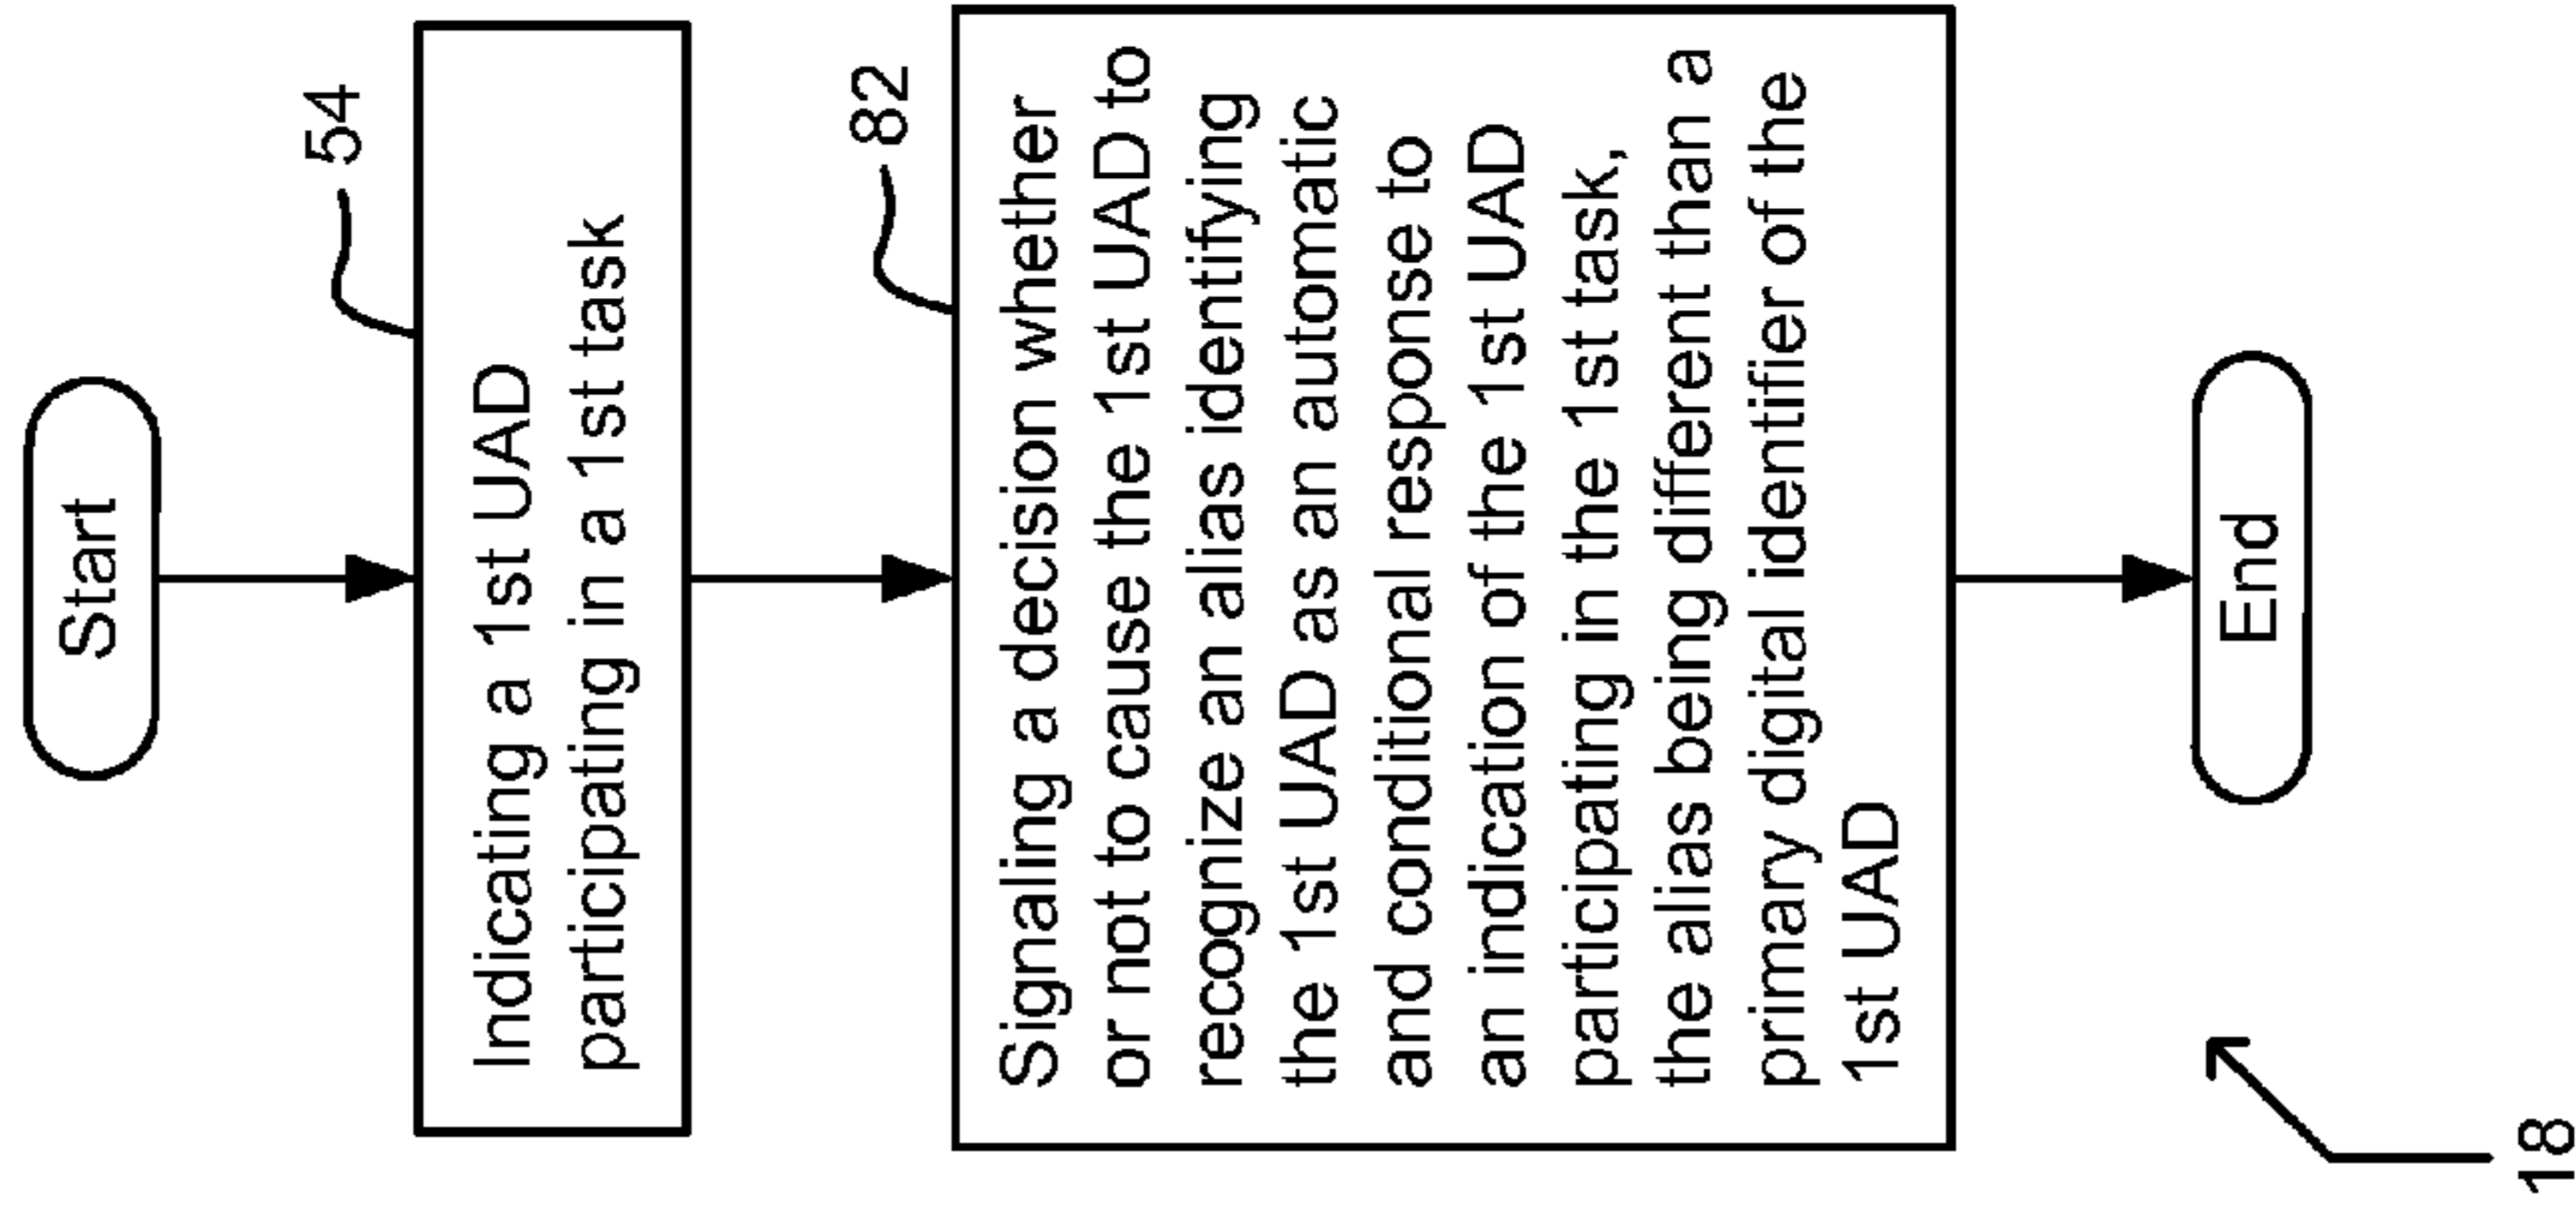 Start
54
Indicating a 1st UAD
participating in a 1st task
82
Signaling a decision whether
or not to cause the 1st UAD to
recognize an alias identifying
the 1st UAD as an automatic
and conditional response to
an indication of the 1st UAD
participating in the 1st task,
the alias being different than a
primary digital identifier of the
1st UAD
End
18